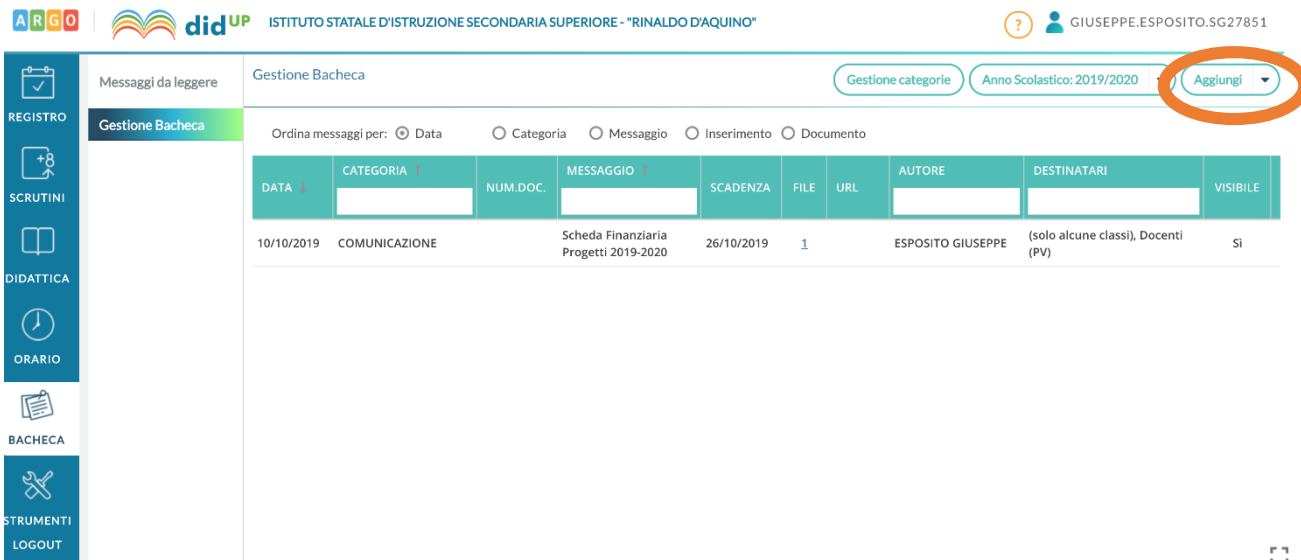 ARGO didUP ISTITUTO STATALE D'ISTRUZIONE SECONDARIA SUPERIORE - "RINALDO D'AQUINO" ? GIUSEPPE.ESPOSITO.SG27851
REGISTRO
SCRUTINI
DIDATTICA
ORARIO
BACHECA
STRUMENTI
LOGOUT
Messaggi da leggere
Gestione Bacheca
Gestione Bacheca Gestione categorie Anno Scolastico: 2019/2020 Aggiungi
Ordina messaggi per: Data Categoria Messaggio Inserimento Documento
DATA CATEGORIA NUM.DOC. MESSAGGIO SCADENZA FILE URL AUTORE DESTINATARI VISIBILE
10/10/2019 COMUNICAZIONE Scheda Finanziaria 26/10/2019 1 ESPOSITO GIUSEPPE (solo alcune classi), Docenti Sì
Progetti 2019-2020 (PV)